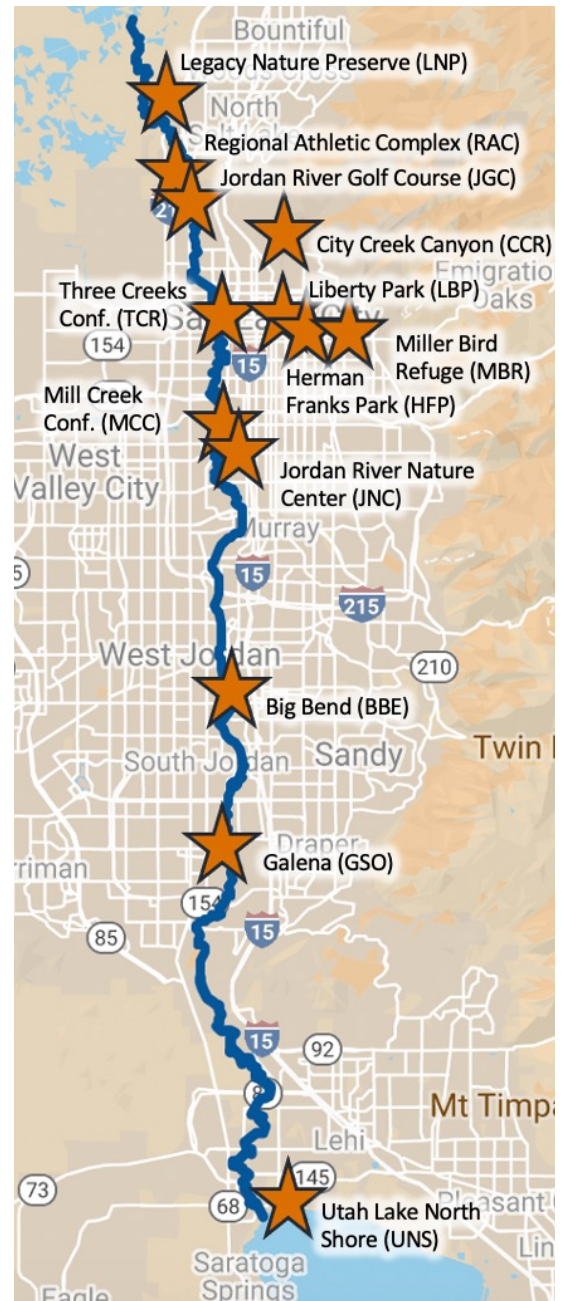 Bountiful
Legacy Nature Preserve (LNP)
North
Regional Athletic Complex (RAC)
Jordan River Golf Course (JGC)
City Creek Canyon (CCR)
Three Creeks
Conf. (TCR)
Liberty Park (LBP)
Oaks
154
15
Miller Bird
Refuge (MBR)
Herman
Franks Park (HFP)
Mill Creek
Conf. (MCC)
West
Valley City
Jordan River Nature
Center (JNC)
Murray
15
215
West Jordan
210
Big Bend (BBE)
South Jordan
Sandy
Twin
Draper
Galena (GSO)
rriman
154
85
15
15
92
Mt Timp
Lehi
145
73
68
Utah Lake North
Shore (UNS)
Pleasant
Lin
Saratoga
Springs
Eagle